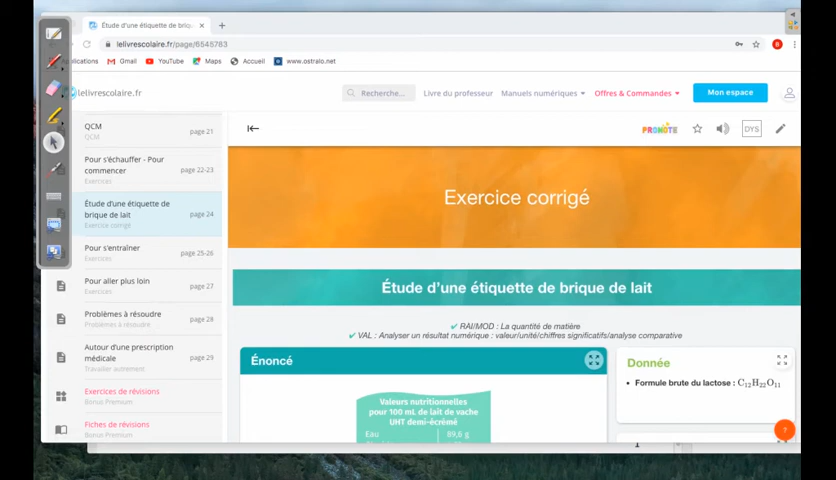 Étude d'une étiquette de briqu
lelivrescolaire.fr/page/6545783
plications
Gmail
YouTube
Maps
Accueil
www.ostralo.net
lelivrescolaire.fr
Recherche...
Livre du professeur
Manuels numériques
Offres & Commandes
Mon espace
QCM
QCM
page 21
Pour s'échauffer - Pour
commencer
Exercices
page 22-23
Étude d'une étiquette de
brique de lait
Exercice corrigé
page 24
Pour s'entraîner
Exercices
page 25-26
Pour aller plus loin
Exercices
page 27
Problèmes à résoudre
Problèmes à résoudre
page 28
Autour d'une prescription
médicale
Travailler autrement
page 29
Exercices de révisions
Bonus Premium
Fiches de révisions
Bonus Premium
PROMOTE
DYS
Exercice corrigé
Étude d'une étiquette de brique de lait
✔ RAI/MOD : La quantité de matière
✔ VAL : Analyser un résultat numérique : valeur/unité/chiffres significatifs/analyse comparative
Énoncé
Valeurs nutritionnelles
pour 100 mL de lait de vache
UHT demi-écrémé
Eau 89,6 g
Donnée
• Formule brute du lactose : C₁₂H₂₂O₁₁
?